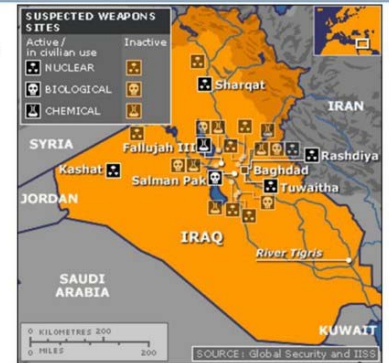 SUSPECTED WEAPONS
SITES
Active /
in civilian use
Inactive
NUCLEAR
BIOLOGICAL
CHEMICAL
Sharqat
IRAN
SYRIA
Fallujah III
Rashdiya
Kashat
Baghdad
Salman Pak
Tuwaitha
JORDAN
IRAQ
River Tigris
SAUDI
ARABIA
KUWAIT
0 KILOMETRES 200
0 MILES 200
SOURCE: Global Security and IISS